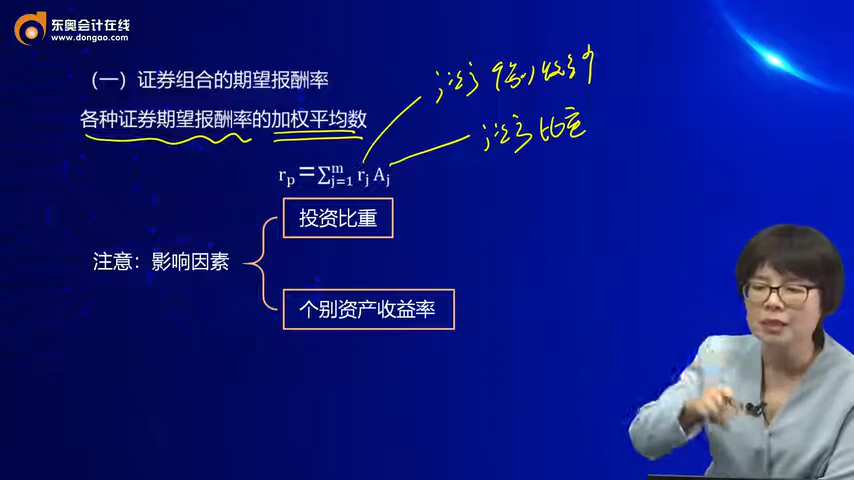 东奥会计在线
www.dongao.com
（一）证券组合的期望报酬率
各种证券期望报酬率的加权平均数
r_p＝∑_{j=1}^{m} r_j A_j
投资比重
注意：影响因素
个别资产收益率